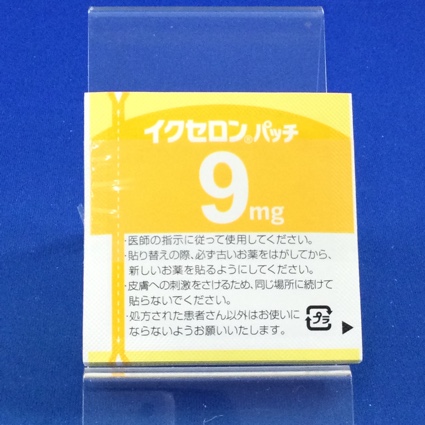 イクセロン®パッチ
9mg
・医師の指示に従って使用してください。
・貼り替えの際、必ず古いお薬をはがしてから、
新しいお薬を貼るようにしてください。
・皮膚への刺激をさけるため、同じ場所に続けて
貼らないでください。
・処方された患者さん以外はお使いに
ならないようお願いいたします。
プラ